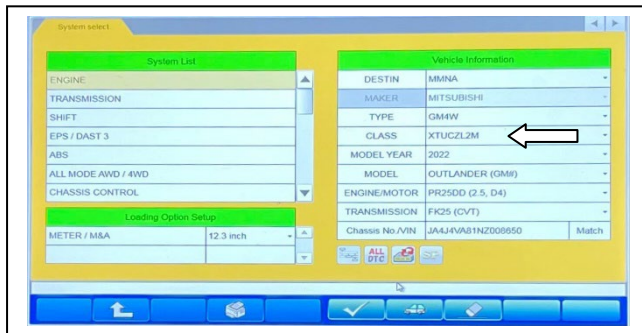 System select
System List
ENGINE
TRANSMISSION
SHIFT
EPS / DAST 3
ABS
ALL MODE AWD / 4WD
CHASSIS CONTROL
Loading Option Setup
METER / M&A 12.3 inch
Vehicle Information
DESTIN MMNA
MAKER MITSUBISHI
TYPE GM4W
CLASS XTUCZL2M
MODEL YEAR 2022
MODEL OUTLANDER (GM#)
ENGINE/MOTOR PR25DD (2.5, D4)
TRANSMISSION FK25 (CVT)
Chassis No./VIN JA4J4VA81NZ008650 Match
ALL DTC
SP